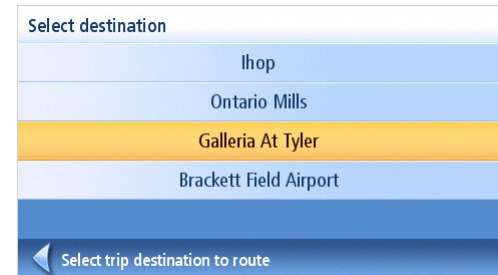 Select destination
Ihop
Ontario Mills
Galleria At Tyler
Brackett Field Airport
Select trip destination to route